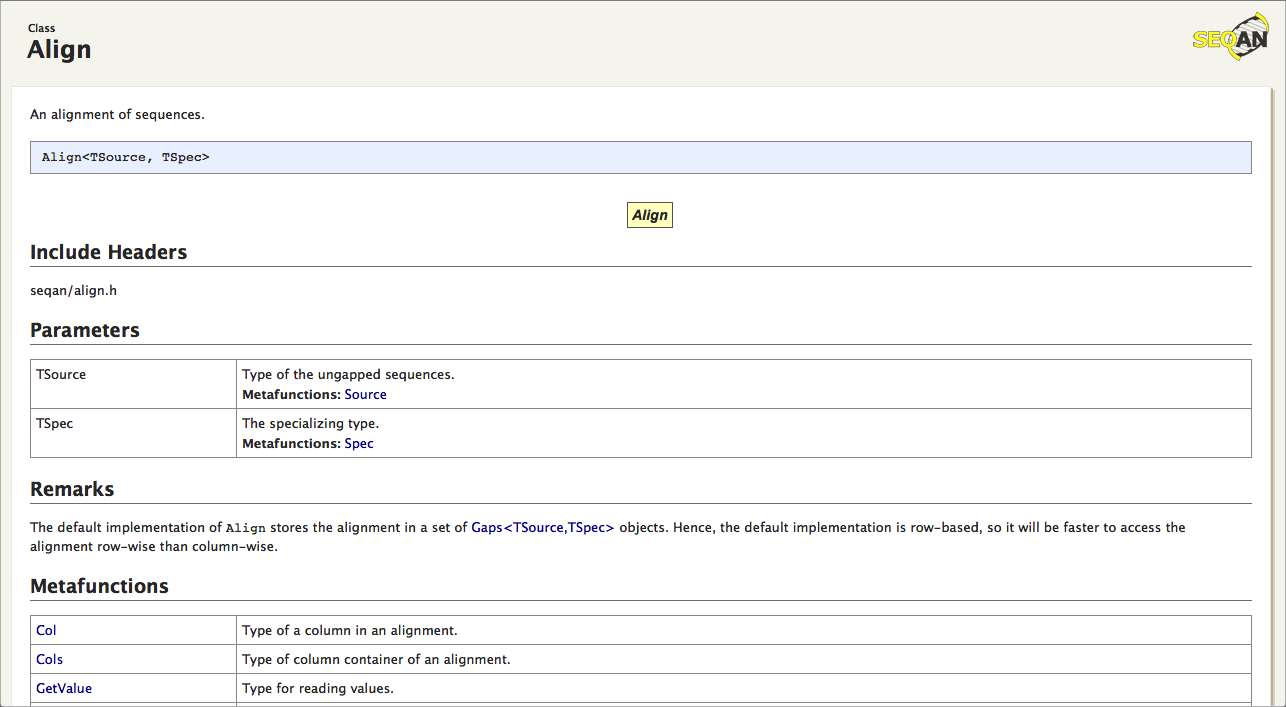 Class
Align
SEQAN
An alignment of sequences.
Align<TSource, TSpec>
Align
Include Headers
seqan/align.h
Parameters
TSource
Type of the ungapped sequences.
Metafunctions: Source
TSpec
The specializing type.
Metafunctions: Spec
Remarks
The default implementation of Align stores the alignment in a set of Gaps<TSource,TSpec> objects. Hence, the default implementation is row-based, so it will be faster to access the
alignment row-wise than column-wise.
Metafunctions
Col
Type of a column in an alignment.
Cols
Type of column container of an alignment.
GetValue
Type for reading values.